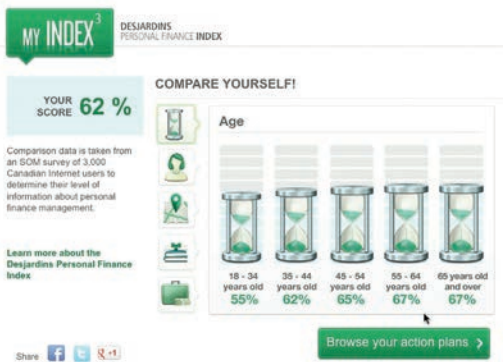 MY INDEX³
DESJARDINS
PERSONAL FINANCE INDEX
YOUR
SCORE 62 %
Comparison data is taken from
an SOM survey of 3,000
Canadian Internet users to
determine their level of
information about personal
finance management.
Learn more about the
Desjardins Personal Finance
Index
Share
f
t
g +1
COMPARE YOURSELF!
Age
18 - 34
years old
55%
35 - 44
years old
62%
45 - 54
years old
65%
55 - 64
years old
67%
65 years old
and over
67%
Browse your action plans